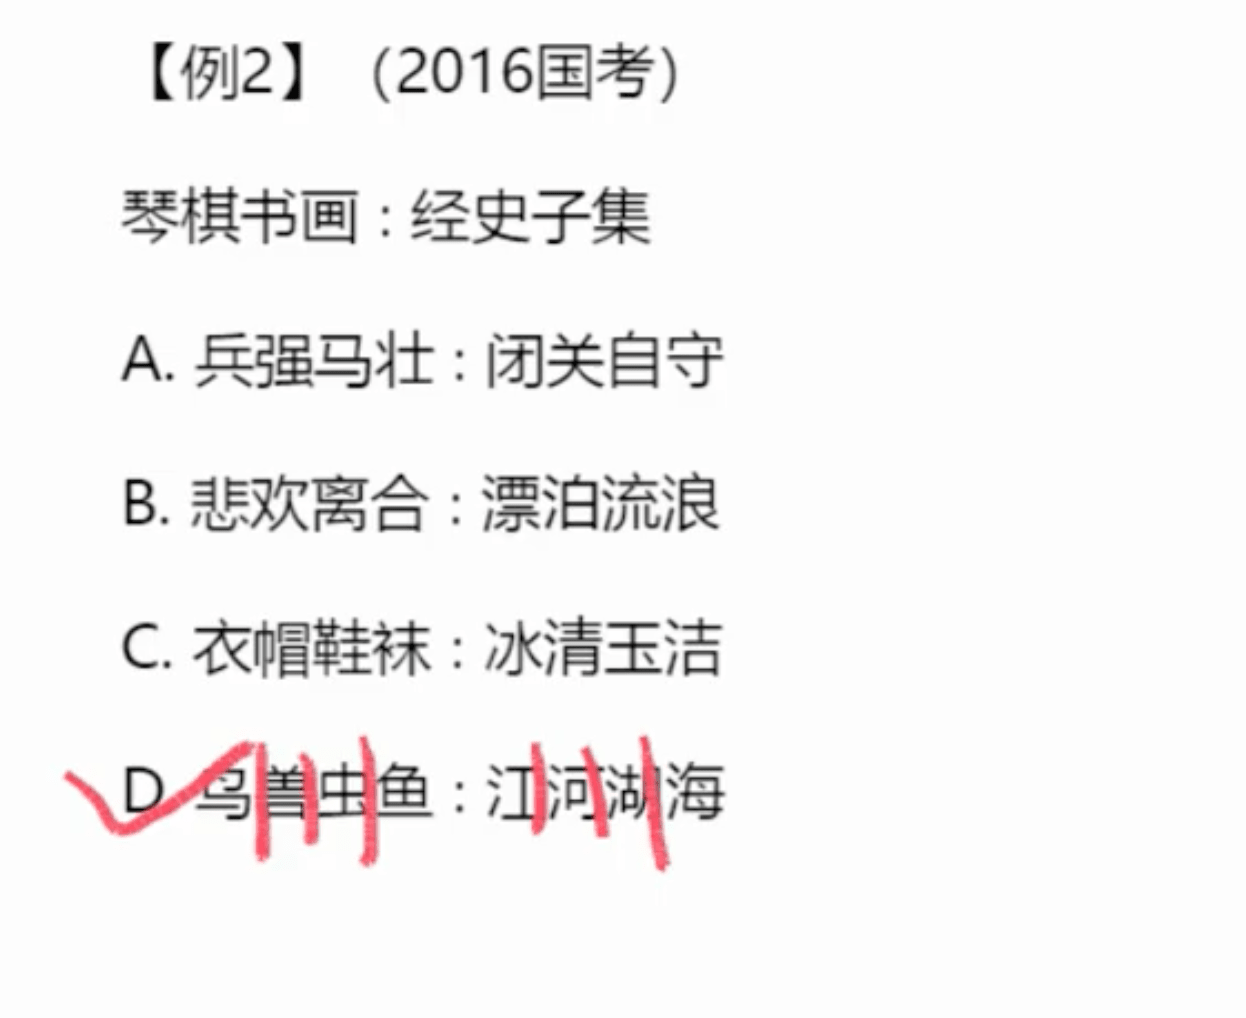 【例2】（2016国考）
琴棋书画：经史子集
A. 兵强马壮：闭关自守
B. 悲欢离合：漂泊流浪
C. 衣帽鞋袜：冰清玉洁
D. 鸟兽虫鱼：江河湖海